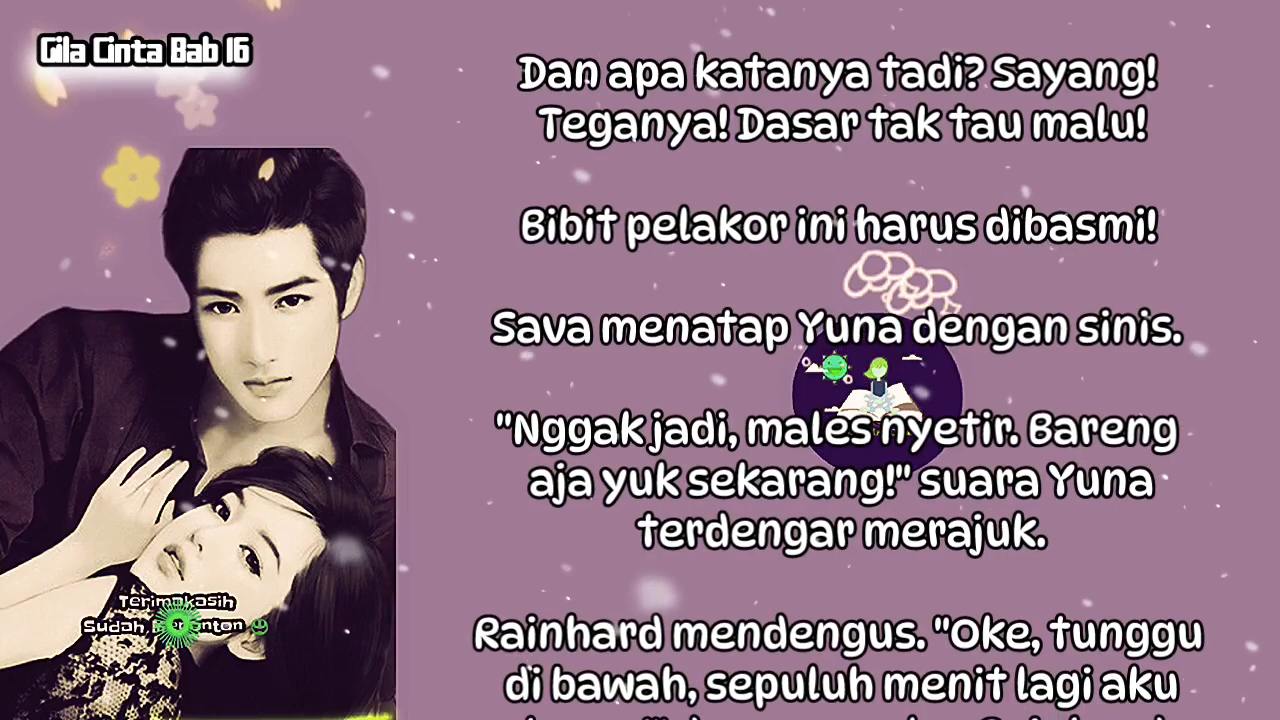 Gila Cinta Bab 16
Dan apa katanya tadi? Sayang!
Teganya! Dasar tak tau malu!
Bibit pelakor ini harus dibasmi!
Sava menatap Yuna dengan sinis.
"Nggak jadi, males nyetir. Bareng
aja yuk sekarang!" suara Yuna
terdengar merajuk.
Rainhard mendengus. "Oke, tunggu
di bawah, sepuluh menit lagi aku
Terimakasih
Sudah